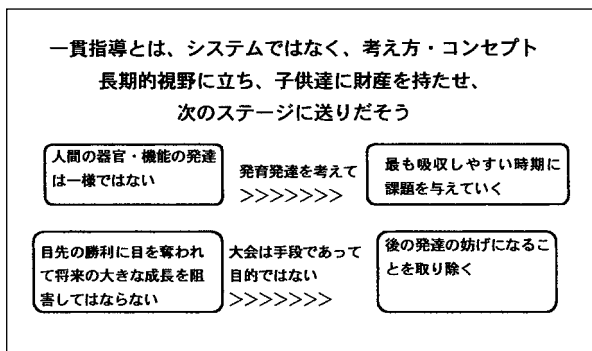 一貫指導とは、システムではなく、考え方・コンセプト
長期的視野に立ち、子供達に財産を持たせ、
次のステージに送りだそう
人間の器官・機能の発達
は一様ではない
発育発達を考えて
>>>>>>>
最も吸収しやすい時期に
課題を与えていく
目先の勝利に目を奪われ
て将来の大きな成長を阻
害してはならない
大会は手段であって
目的ではない
>>>>>>>
後の発達の妨げになるこ
とを取り除く